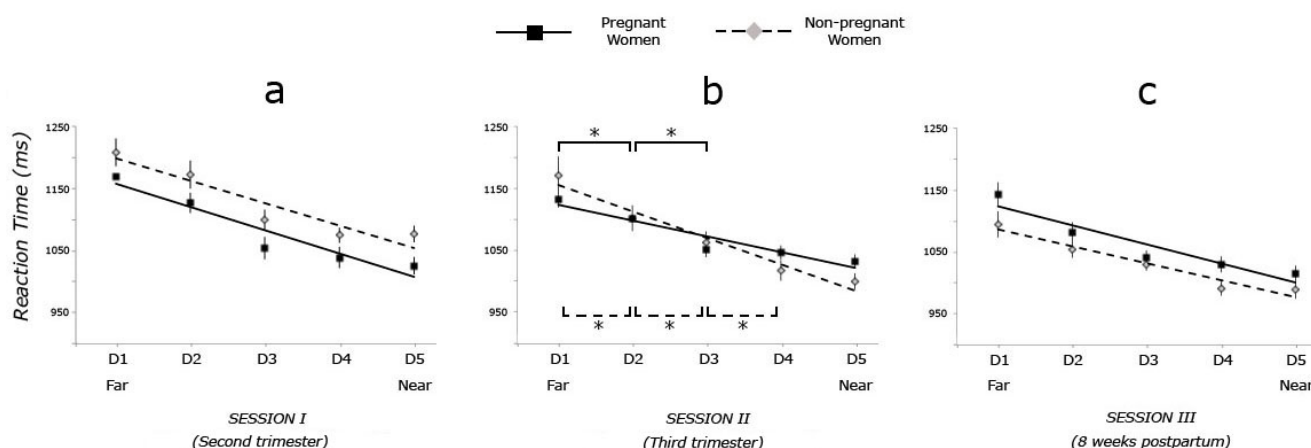 Pregnant Women
Non-pregnant Women
a
b
c
Reaction Time (ms)
1250
1150
1050
950
D1 D2 D3 D4 D5
Far Near
SESSION I
(Second trimester)
1250
1150
1050
950
* *
* * *
D1 D2 D3 D4 D5
Far Near
SESSION II
(Third trimester)
1250
1150
1050
950
D1 D2 D3 D4 D5
Far Near
SESSION III
(8 weeks postpartum)